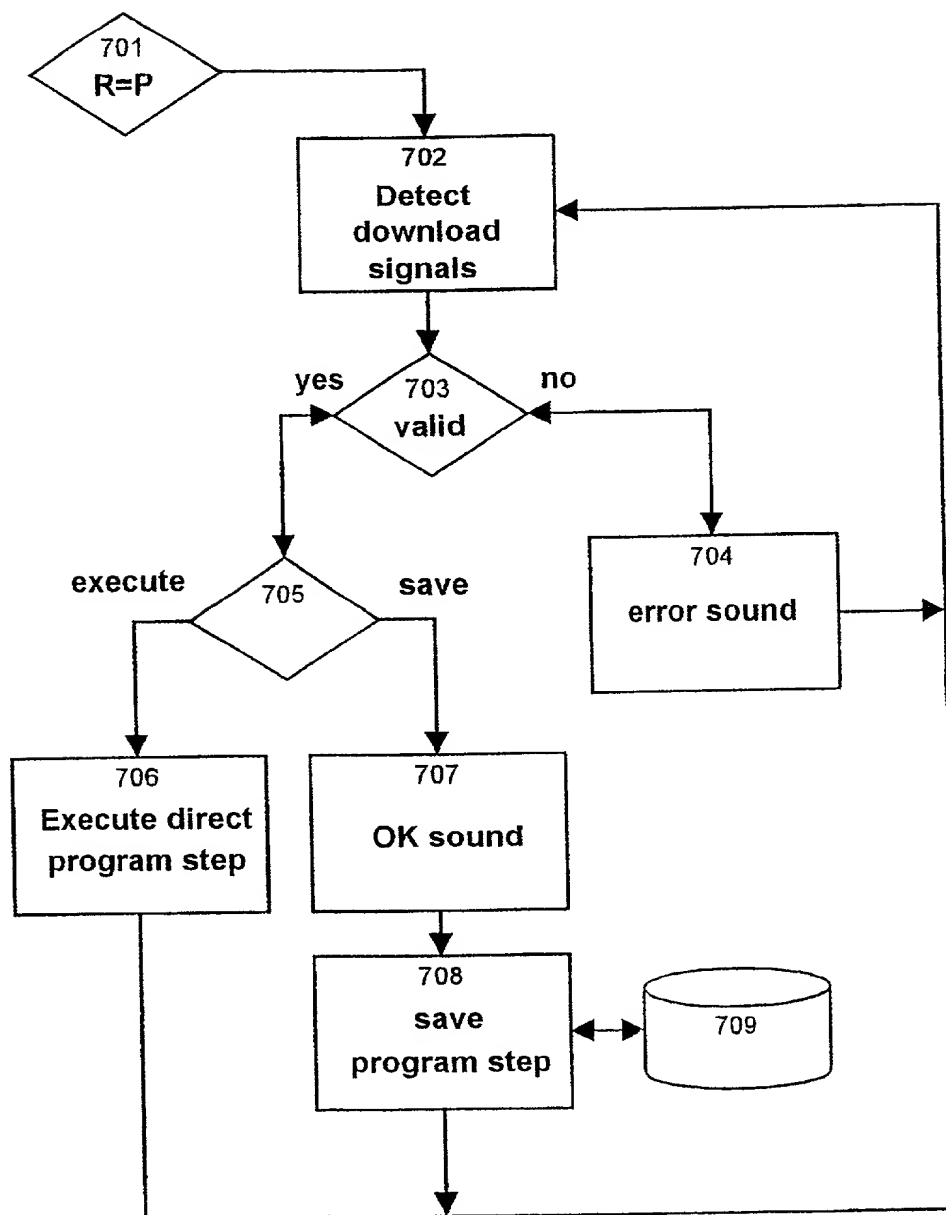 701
R=P
702
Detect
download
signals
yes
703
no
valid
execute
705
save
704
error sound
706
Execute direct
program step
707
OK sound
708
save
program step
709